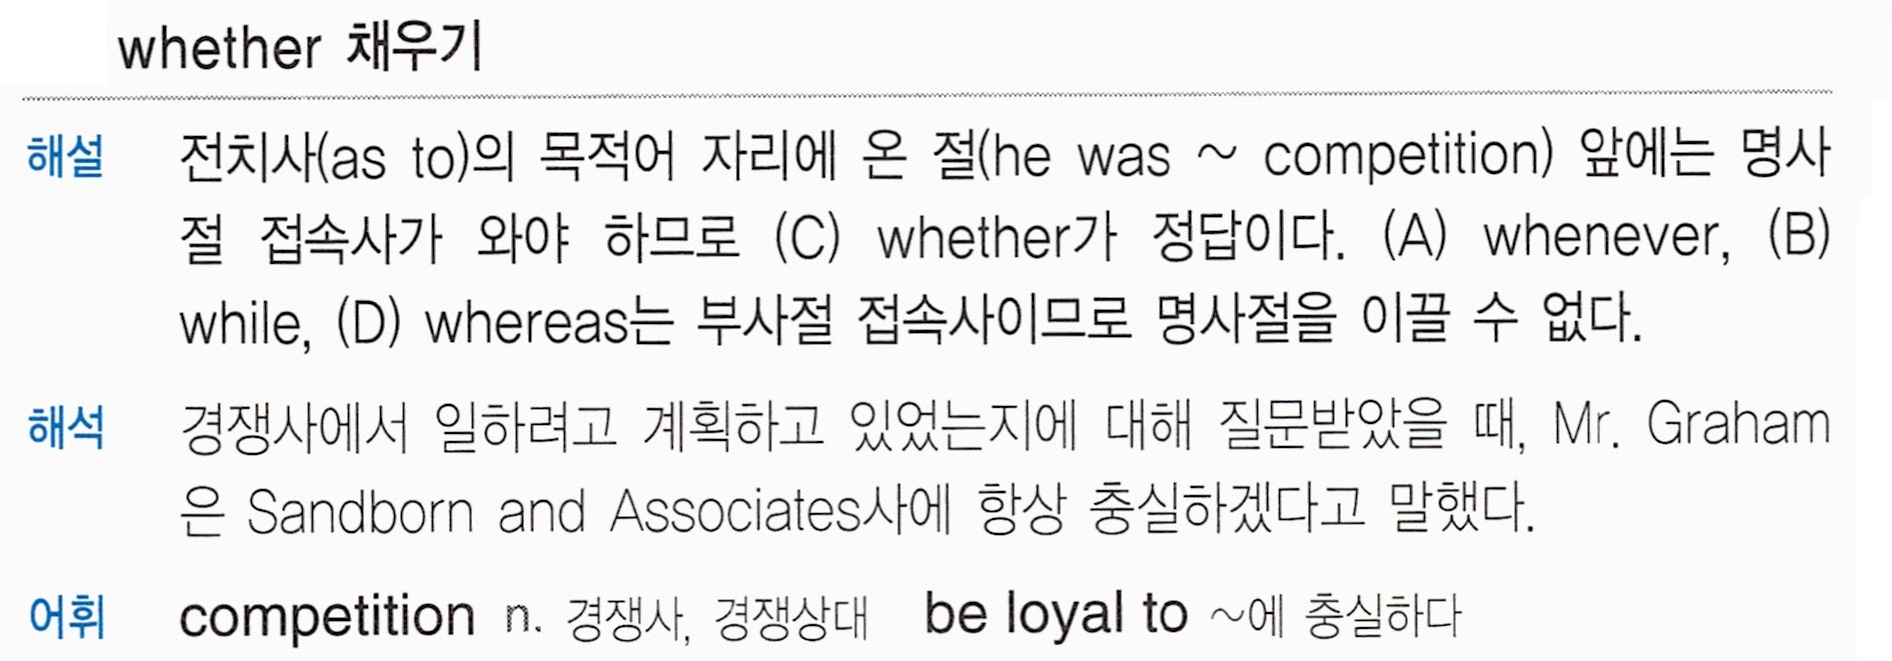 whether 채우기
해설 전치사(as to)의 목적어 자리에 온 절(he was ~ competition) 앞에는 명사
절 접속사가 와야 하므로 (C) whether가 정답이다. (A) whenever, (B)
while, (D) whereas는 부사절 접속사이므로 명사절을 이끌 수 없다.
해석 경쟁사에서 일하려고 계획하고 있었는지에 대해 질문받았을 때, Mr. Graham
은 Sandborn and Associates사에 항상 충실하겠다고 말했다.
어휘 competition n. 경쟁사, 경쟁상대 be loyal to ~에 충실하다